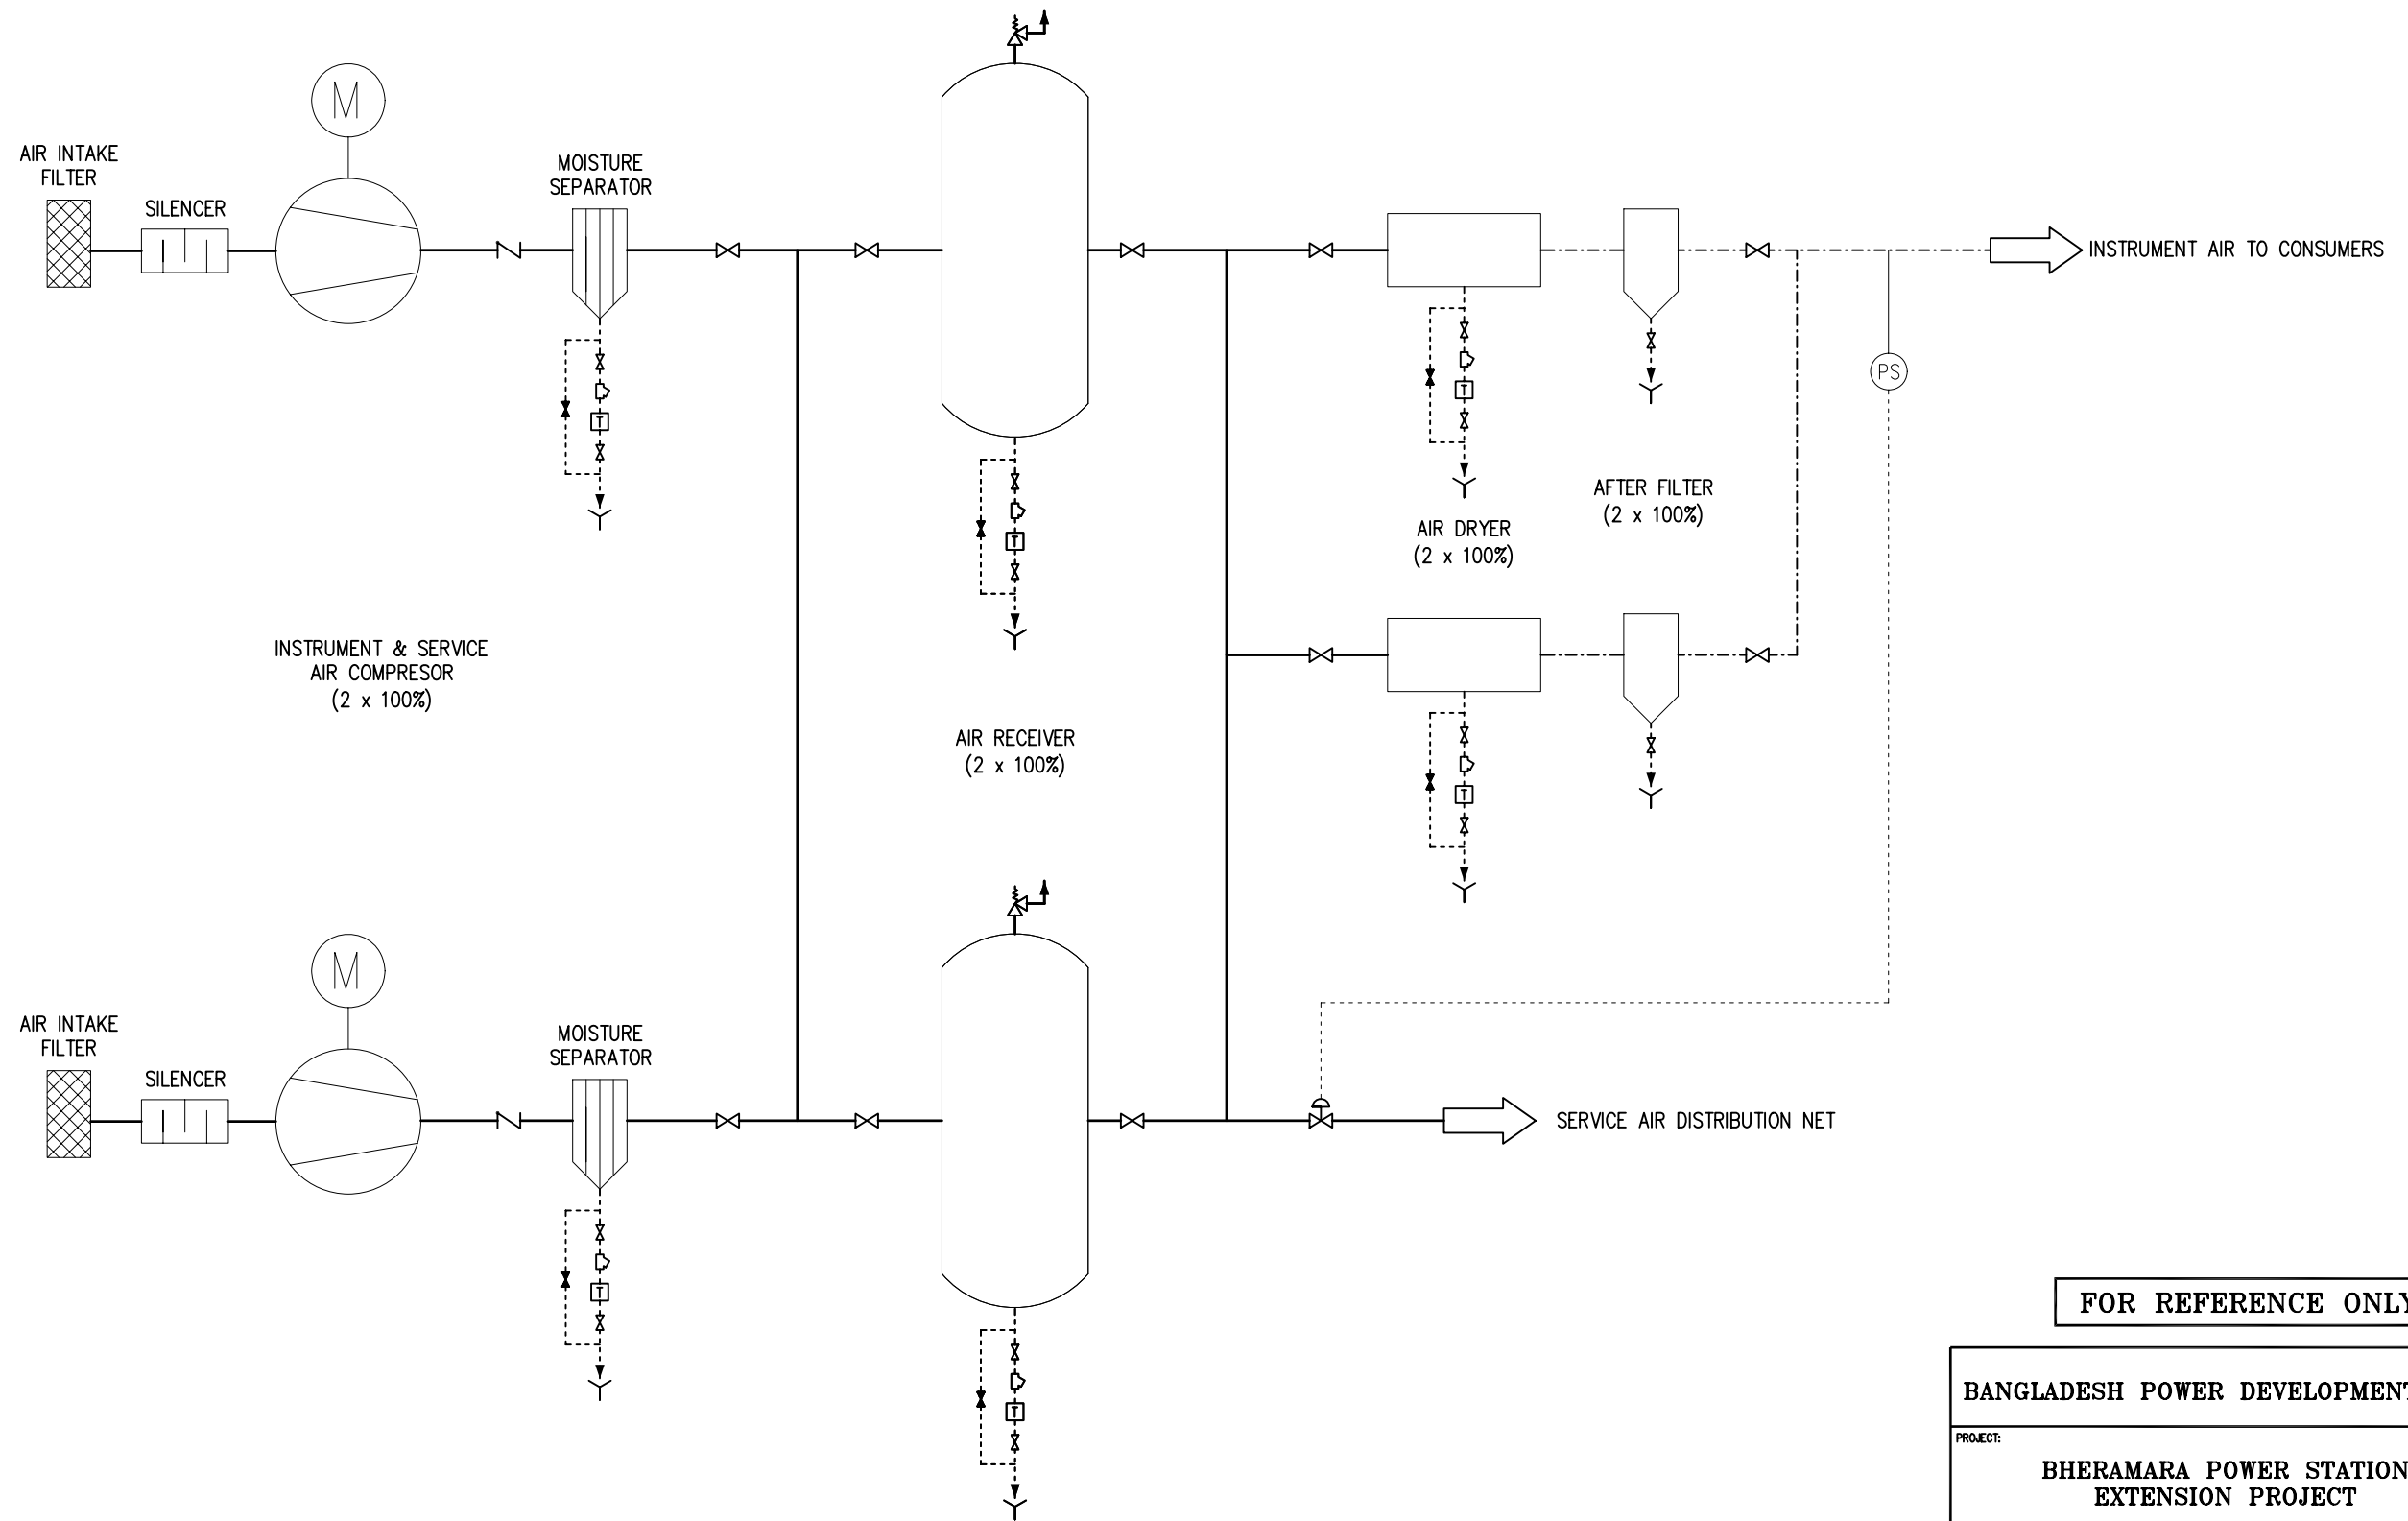 M
AIR INTAKE
FILTER
SILENCER
MOISTURE
SEPARATOR
T
T
T
INSTRUMENT AIR TO CONSUMERS
PS
AFTER FILTER
(2 x 100%)
AIR DRYER
(2 x 100%)
INSTRUMENT & SERVICE
AIR COMPRESOR
(2 x 100%)
AIR RECEIVER
(2 x 100%)
T
M
AIR INTAKE
FILTER
SILENCER
MOISTURE
SEPARATOR
SERVICE AIR DISTRIBUTION NET
T
T
FOR REFERENCE ONLY
BANGLADESH POWER DEVELOPMENT
PROJECT:
BHERAMARA POWER STATION
EXTENSION PROJECT